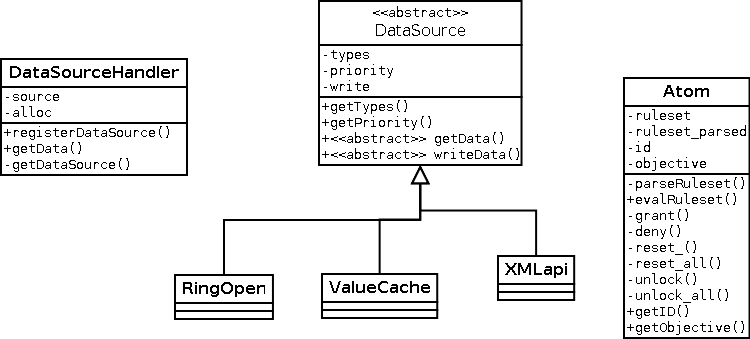 <<abstract>>
DataSource
-types
-priority
-write
+getTypes()
+getPriority()
+<<abstract>> getData()
+<<abstract>> writeData()
DataSourceHandler
-source
-alloc
+registerDataSource()
+getData()
-getDataSource()
Atom
-ruleset
-ruleset_parsed
-id
-objective
-parseRuleset()
+evalRuleset()
-grant()
-deny()
-reset_()
-reset_all()
-unlock()
-unlock_all()
+getID()
+getObjective()
RingOpen
ValueCache
XMLapi